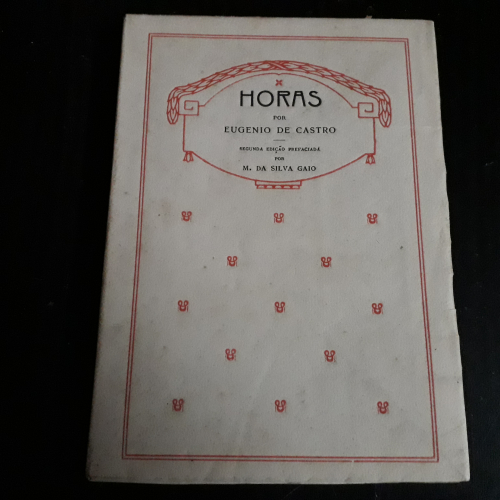 HORAS
POR
EUGENIO DE CASTRO
SEGUNDA EDIÇÃO PREFACIADA
POR
M. DA SILVA GAIO